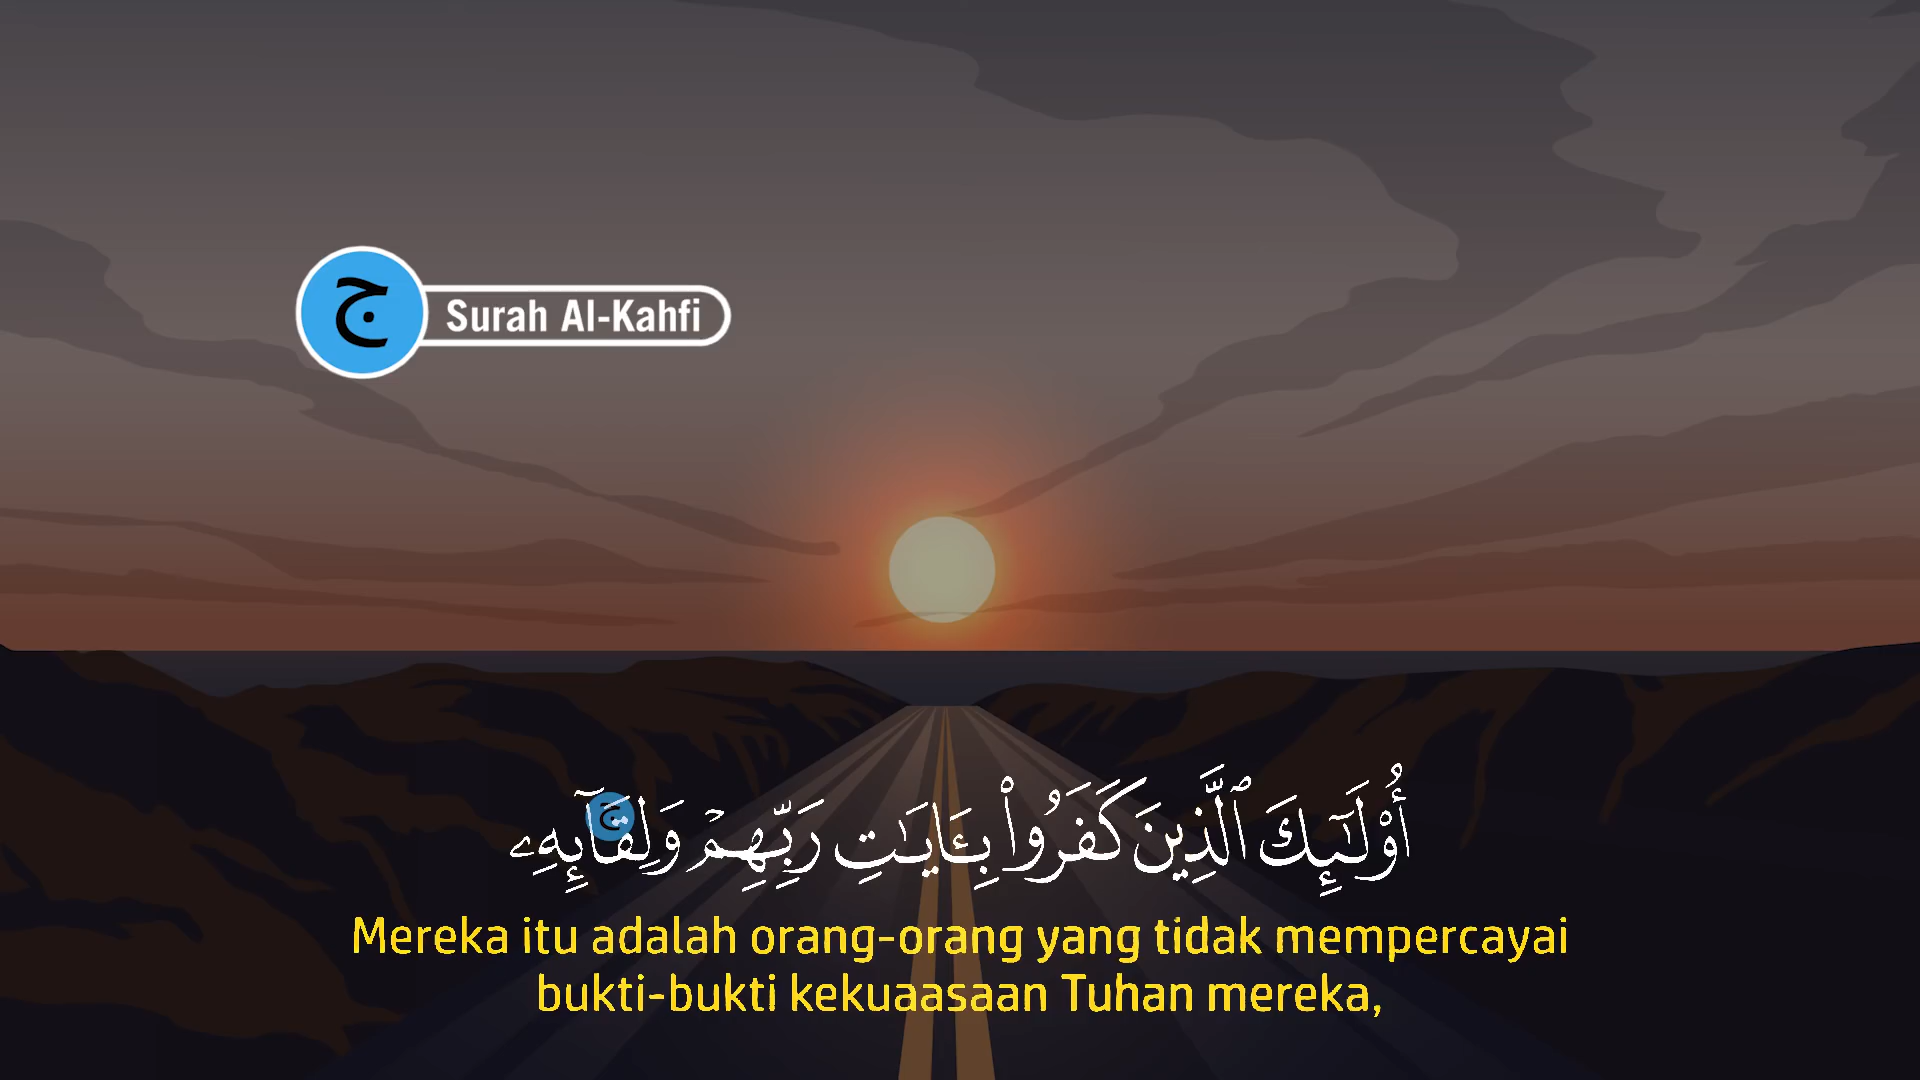 ج
Surah Al-Kahfi
أُوْلَـٰٓئِكَ ٱلَّذِينَ كَفَرُواْ بِـَٔايَـٰتِ رَبِّهِمۡ وَلِقَآئِهِۦ
ج
Mereka itu adalah orang-orang yang tidak mempercayai
bukti-bukti kekuaasaan Tuhan mereka,